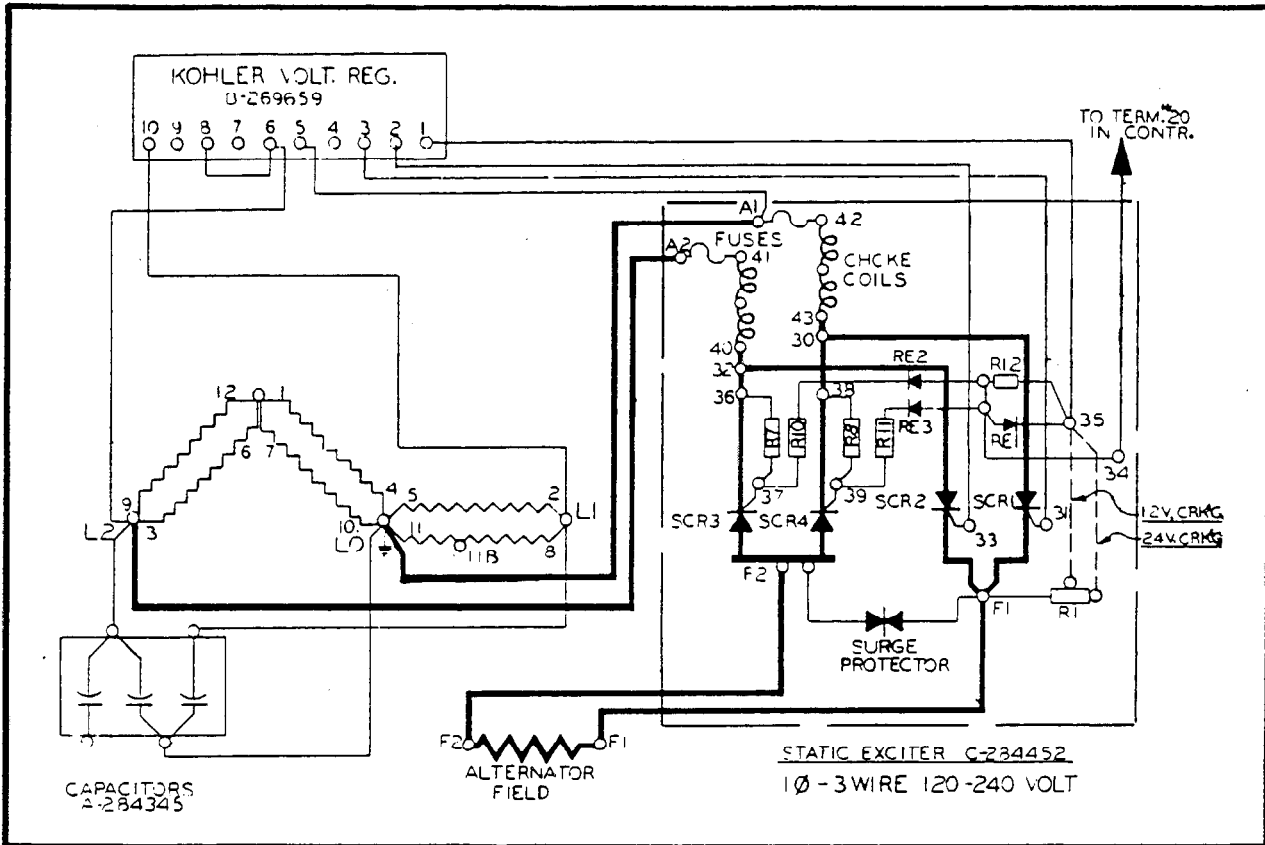 KOHLER VOLT. REG.
B-269659
10 9 8 7 6 5 4 3 2 1
TO TERM. 20
IN CONTR.
A1
42
FUSES
A2
41
CHOKE
COILS
43
30
40
32
36
38
RE2
R12
RE3
RE1
35
34
R7
R10
R8
R11
37
39
SCR3
SCR4
SCR2
SCR1
33
31
12V. CRK'G
24V. CRK'G
F2
F1
R1
SURGE
PROTECTOR
12
1
6
7
9
3
L2
4
10
L0
5
11
11B
2
8
L1
F2
F1
ALTERNATOR
FIELD
CAPACITORS
A-284345
STATIC EXCITER C-284452
1Ø-3 WIRE 120-240 VOLT